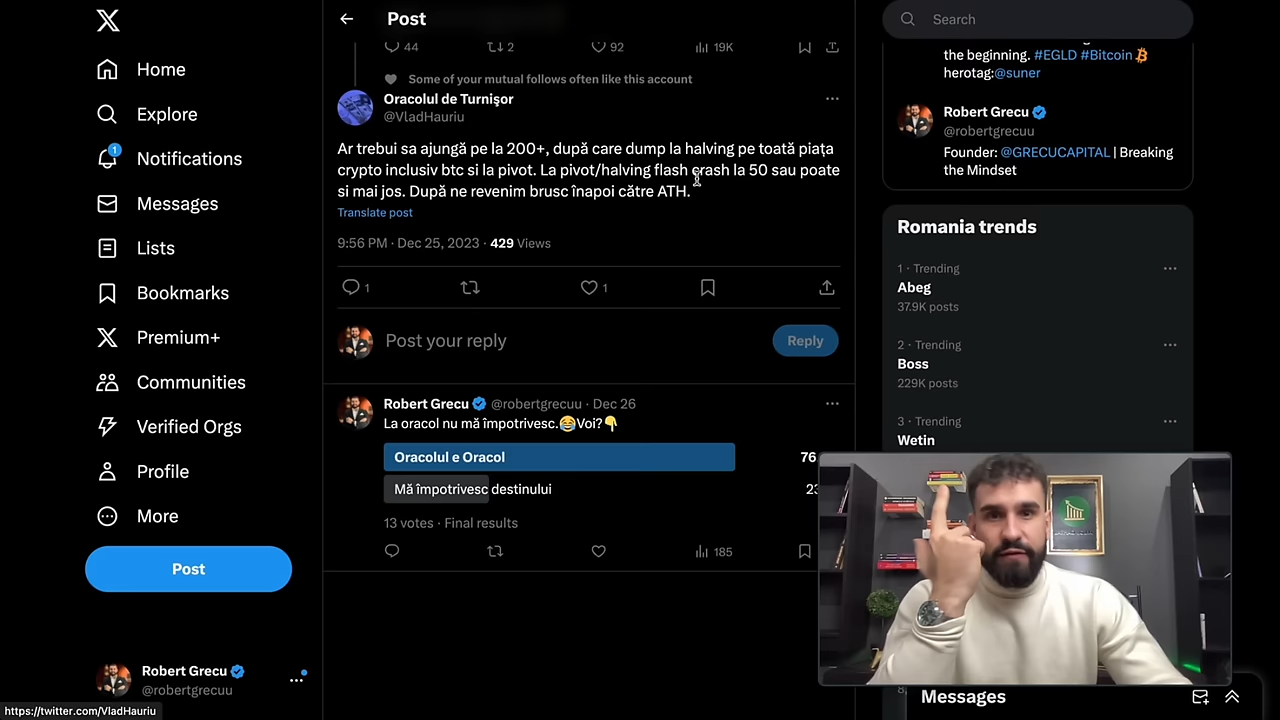 Home
Explore
1
Notifications
Messages
Lists
Bookmarks
Premium+
Communities
Verified Orgs
Profile
More
Post
Robert Grecu
@robertgrecuu
https://twitter.com/VladHauriu
Post
44
2
92
19K
Some of your mutual follows often like this account
Oracolul de Turnişor
@VladHauriu
Ar trebui sa ajungă pe la 200+, după care dump la halving pe toată piața
crypto inclusiv btc si la pivot. La pivot/halving flash crash la 50 sau poate
si mai jos. După ne revenim brusc înapoi către ATH.
Translate post
9:56 PM · Dec 25, 2023 · 429 Views
1
1
Post your reply
Reply
Robert Grecu @robertgrecuu · Dec 26
La oracol nu mă împotrivesc.😂Voi?👇
Oracolul e Oracol
76
Mă împotrivesc destinului
13 votes · Final results
185
Search
the beginning. #EGLD #Bitcoin
herotag:@suner
Robert Grecu
@robertgrecuu
Founder: @GRECUCAPITAL | Breaking
the Mindset
Romania trends
1 · Trending
Abeg
37.9K posts
2 · Trending
Boss
229K posts
3 · Trending
Wetin
Messages